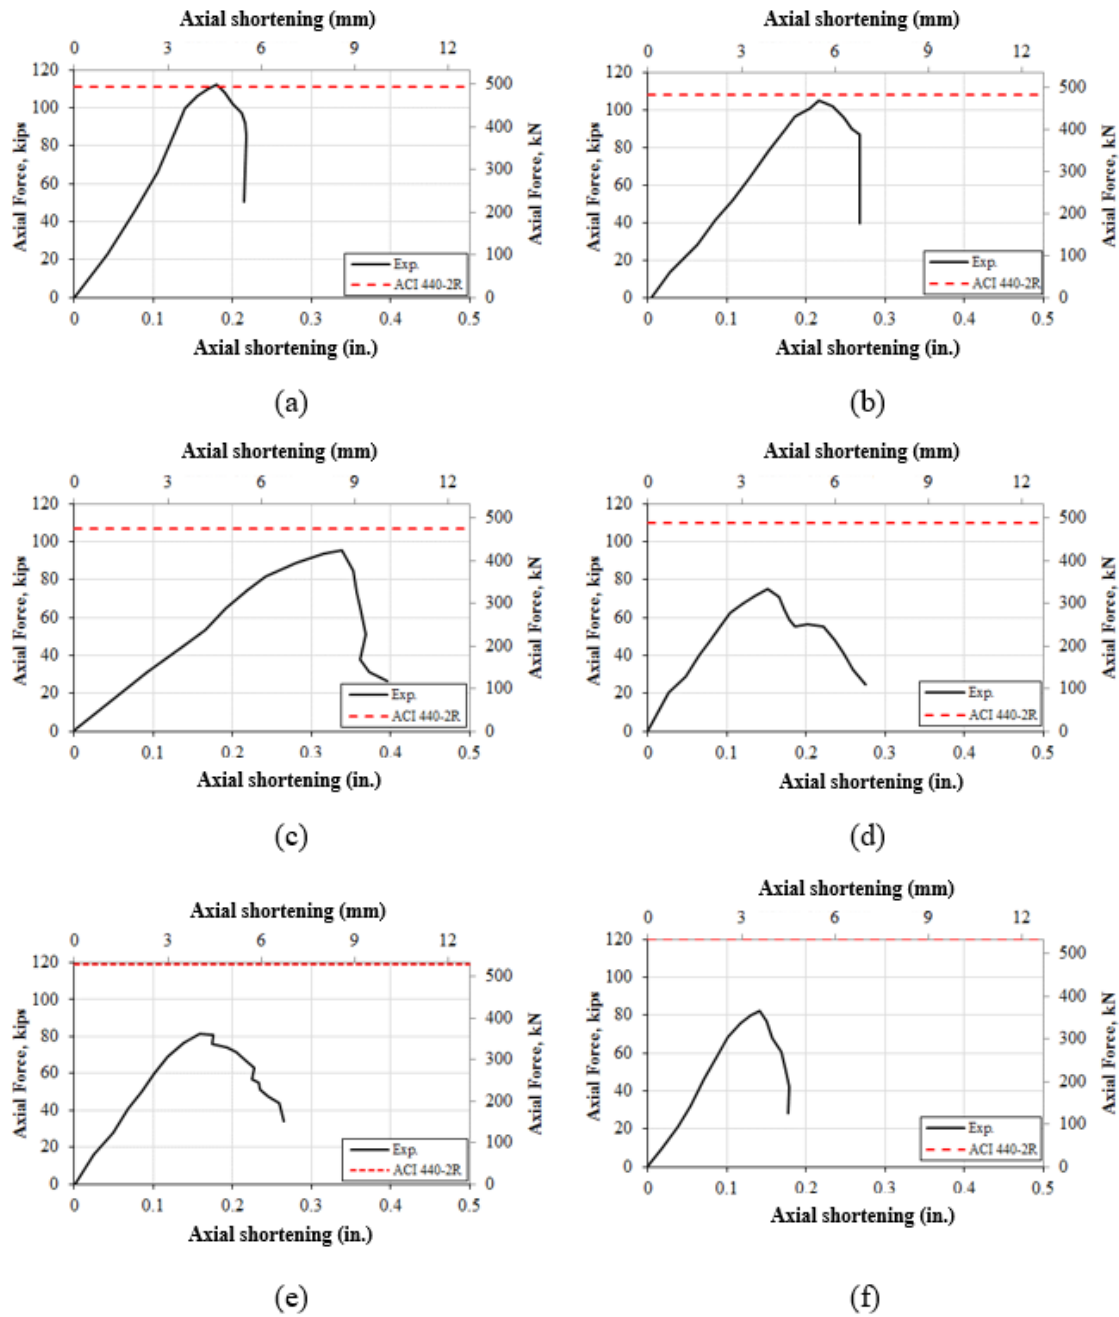 Axial shortening (mm)
0 3 6 9 12
120
100
80
60
40
20
0
Axial Force, kips
500
400
300
200
100
0
Axial Force, kN
Exp.
ACI 440-2R
0 0.1 0.2 0.3 0.4 0.5
Axial shortening (in.)
(a)
Axial shortening (mm)
0 3 6 9 12
120
100
80
60
40
20
0
Axial Force, kips
500
400
300
200
100
0
Axial Force, kN
Exp.
ACI 440-2R
0 0.1 0.2 0.3 0.4 0.5
Axial shortening (in.)
(b)
Axial shortening (mm)
0 3 6 9 12
120
100
80
60
40
20
0
Axial Force, kips
500
400
300
200
100
0
Axial Force, kN
Exp.
ACI 440-2R
0 0.1 0.2 0.3 0.4 0.5
Axial shortening (in.)
(c)
Axial shortening (mm)
0 3 6 9 12
120
100
80
60
40
20
0
Axial Force, kips
500
400
300
200
100
0
Axial Force, kN
Exp.
ACI 440-2R
0 0.1 0.2 0.3 0.4 0.5
Axial shortening (in.)
(d)
Axial shortening (mm)
0 3 6 9 12
120
100
80
60
40
20
0
Axial Force, kips
500
400
300
200
100
0
Axial Force, kN
Exp.
ACI 440-2R
0 0.1 0.2 0.3 0.4 0.5
Axial shortening (in.)
(e)
Axial shortening (mm)
0 3 6 9 12
120
100
80
60
40
20
0
Axial Force, kips
500
400
300
200
100
0
Axial Force, kN
Exp.
ACI 440-2R
0 0.1 0.2 0.3 0.4 0.5
Axial shortening (in.)
(f)